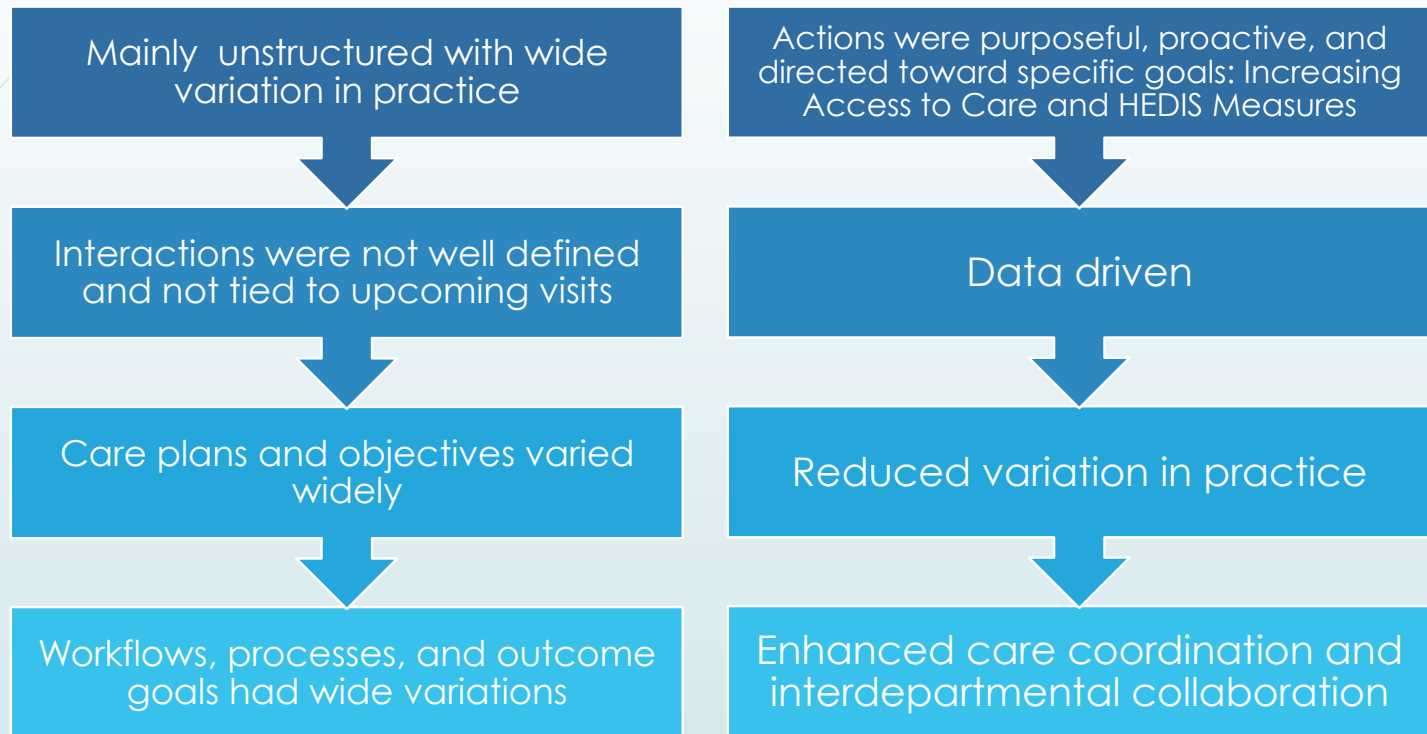 Mainly  unstructured with wide
variation in practice
Interactions were not well defined
and not tied to upcoming visits
Care plans and objectives varied
widely
Workflows, processes, and outcome
goals had wide variations
Actions were purposeful, proactive, and
directed toward specific goals: Increasing
Access to Care and HEDIS Measures
Data driven
Reduced variation in practice
Enhanced care coordination and
interdepartmental collaboration